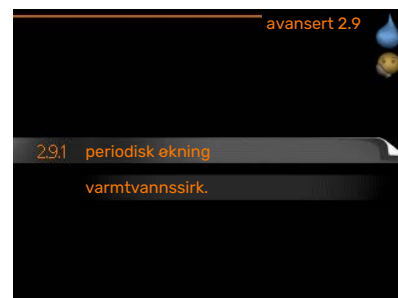 avansert 2.9
2.9.1 periodisk økning
varmtvannssirk.